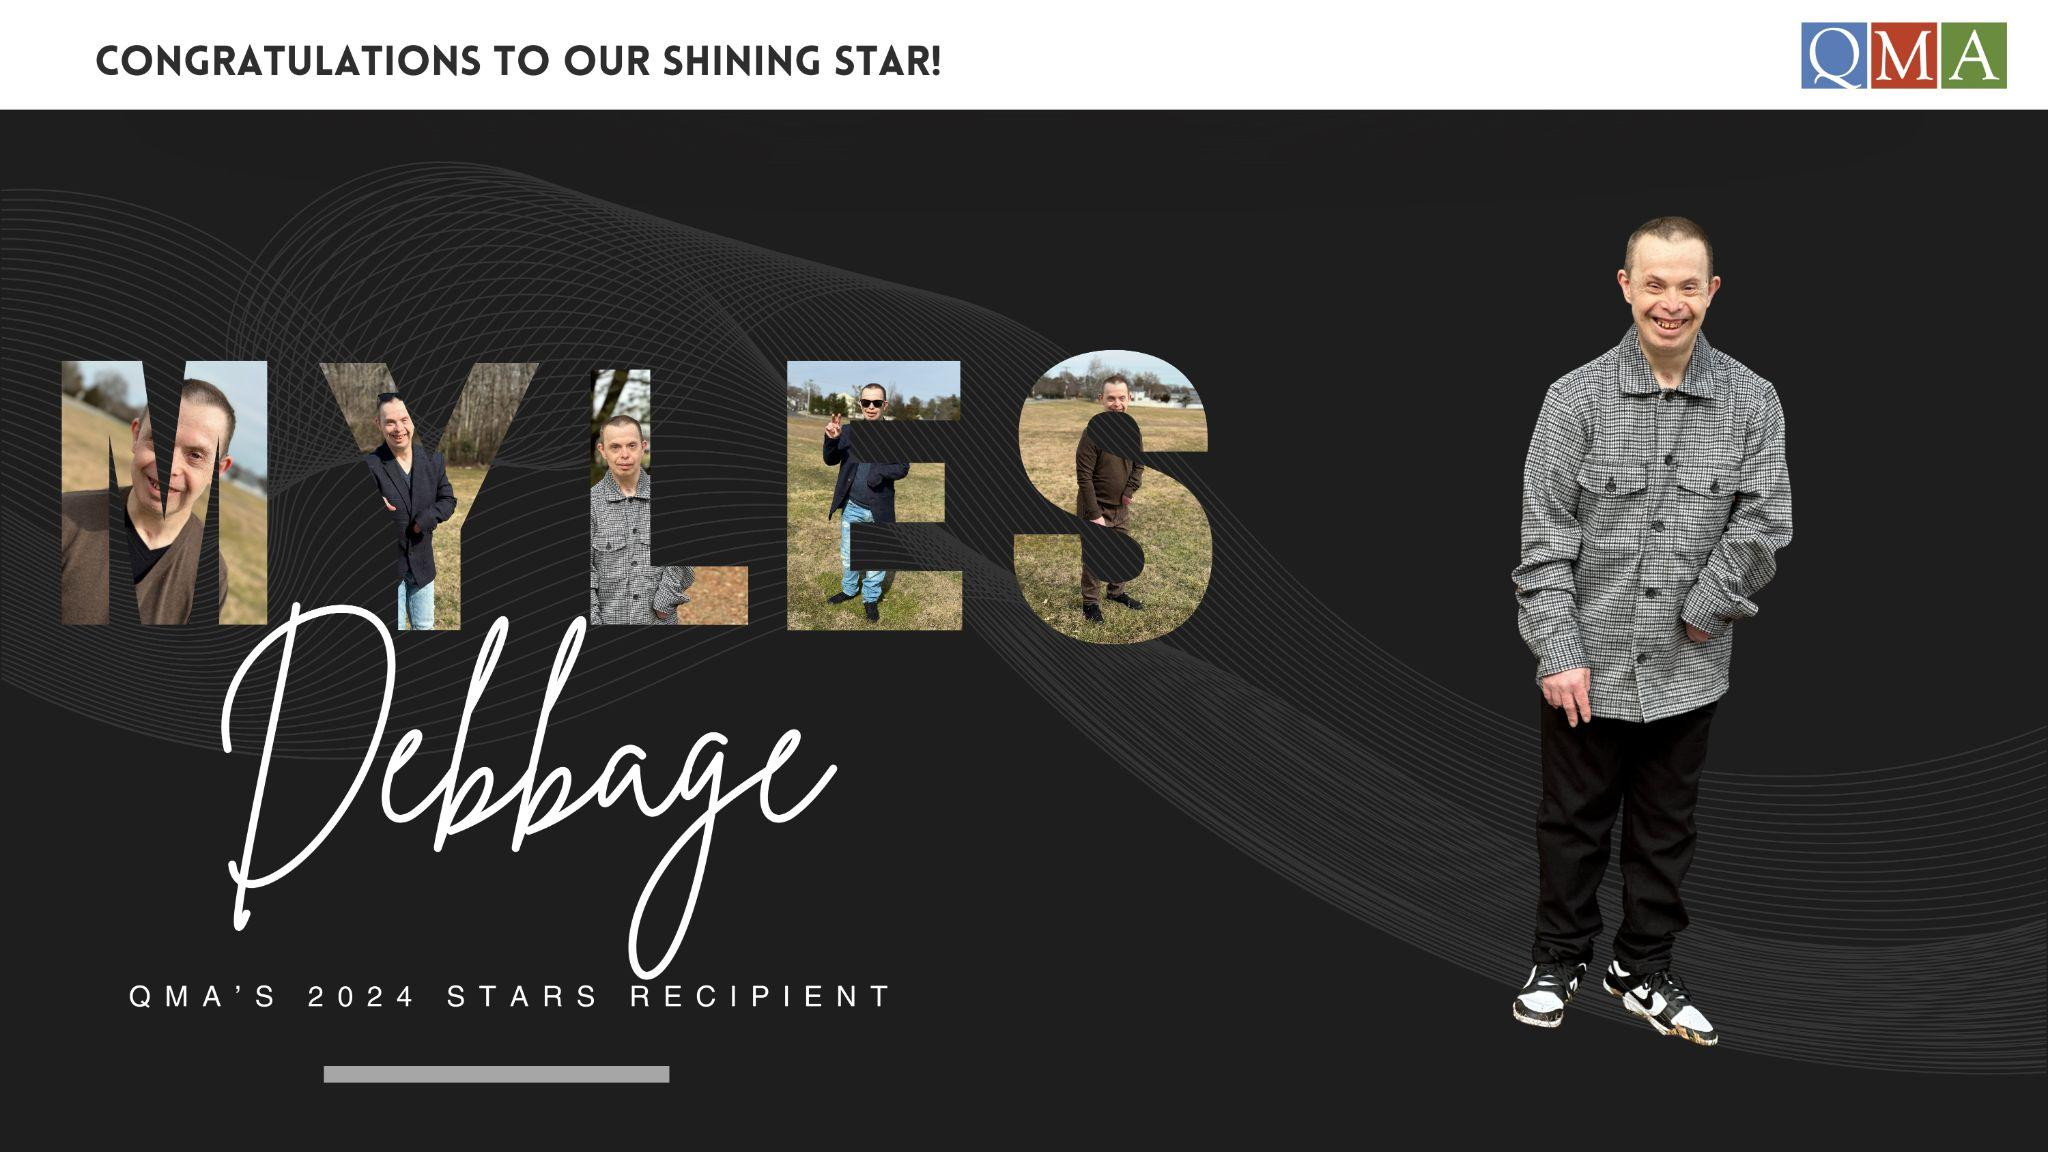 CONGRATULATIONS TO OUR SHINING STAR!
QMA
MYLES
Debbage
QMA'S 2024 STARS RECIPIENT